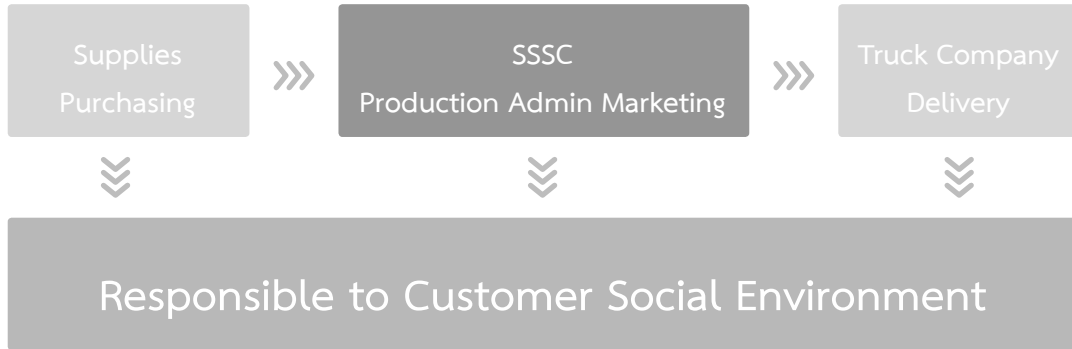 Supplies
Purchasing
SSSC
Production Admin Marketing
Truck Company
Delivery
Responsible to Customer Social Environment